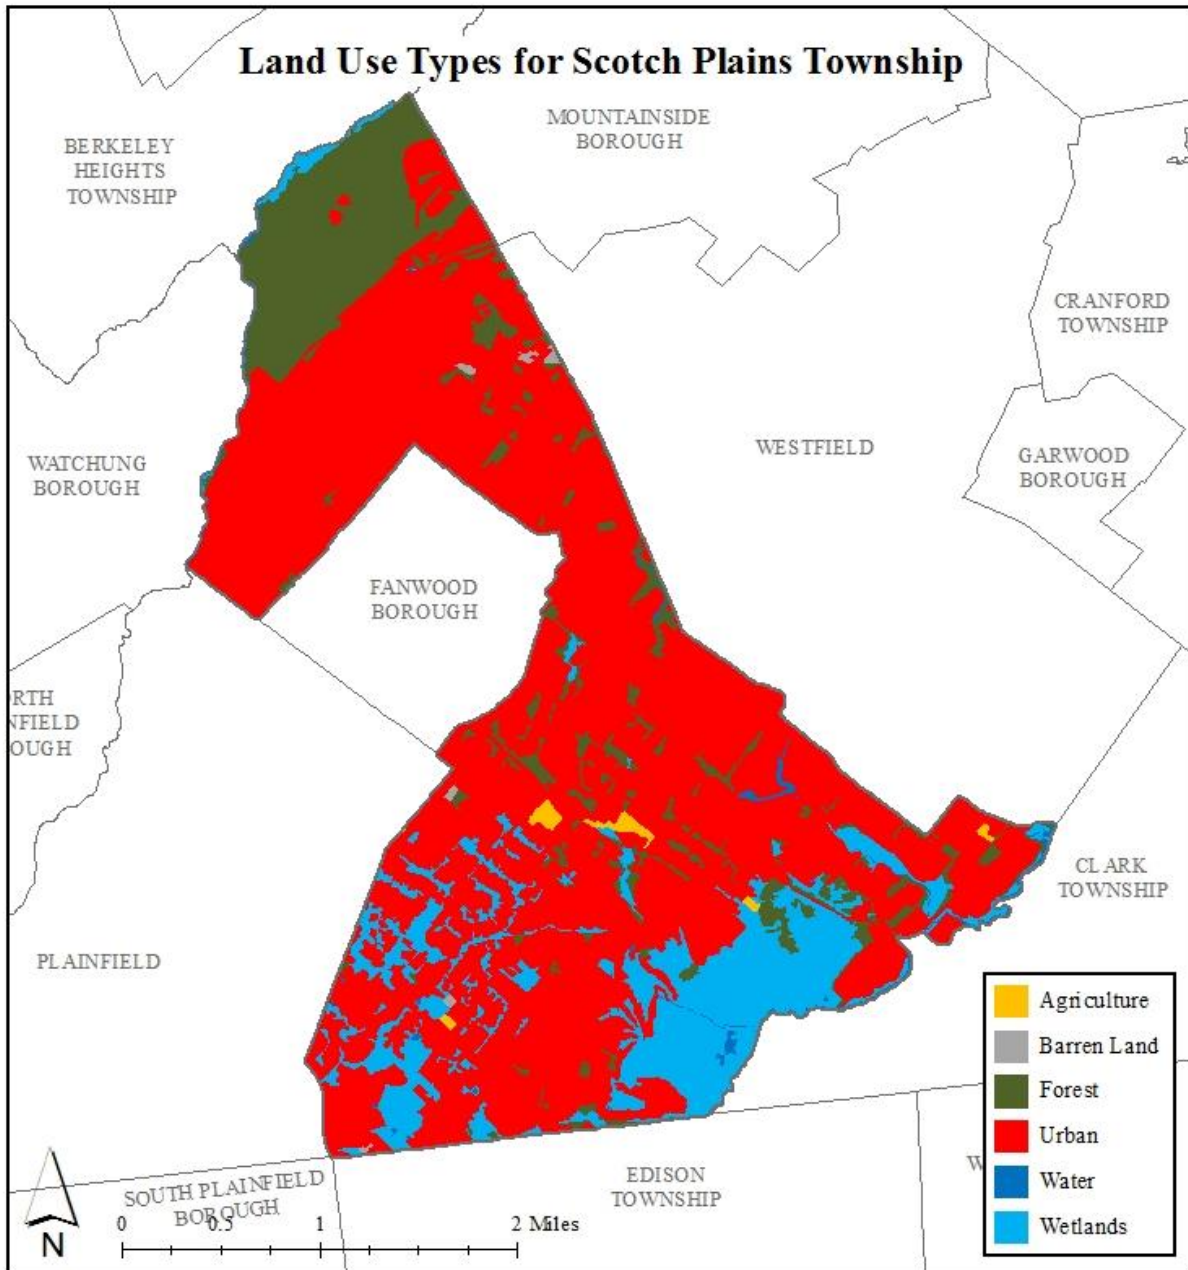 Land Use Types for Scotch Plains Township
MOUNTAINSIDE
BOROUGH
BERKELEY
HEIGHTS
TOWNSHIP
CRANFORD
TOWNSHIP
WESTFIELD
GARWOOD
BOROUGH
WATCHUNG
BOROUGH
FANWOOD
BOROUGH
ORTH
NFIELD
OUGH
CLARK
TOWNSHIP
PLAINFIELD
Agriculture
Barren Land
Forest
Urban
Water
Wetlands
EDISON
TOWNSHIP
W
SOUTH PLAINFIELD
BOROUGH
0 0.5 1 2 Miles
N